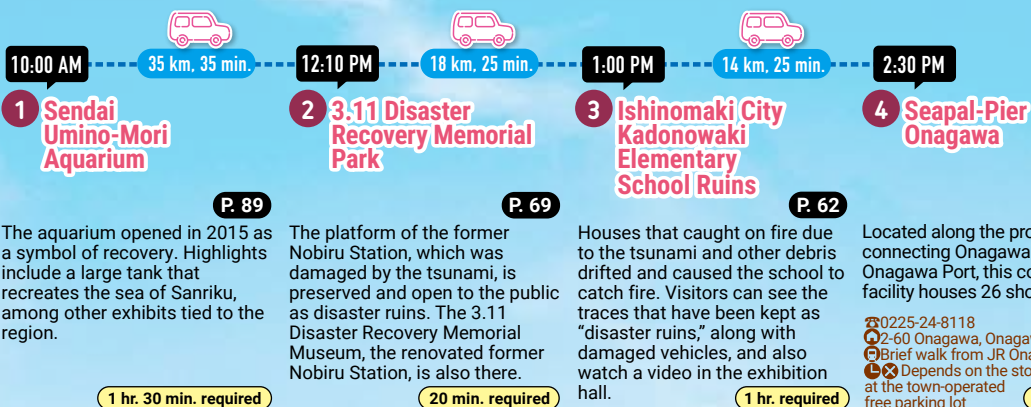 10:00 AM
35 km, 35 min.
12:10 PM
18 km, 25 min.
1:00 PM
14 km, 25 min.
2:30 PM
1 Sendai
Umino-Mori
Aquarium
P. 89
The aquarium opened in 2015 as
a symbol of recovery. Highlights
include a large tank that
recreates the sea of Sanriku,
among other exhibits tied to the
region.
1 hr. 30 min. required
2 3.11 Disaster
Recovery Memorial
Park
P. 69
The platform of the former
Nobiru Station, which was
damaged by the tsunami, is
preserved and open to the public
as disaster ruins. The 3.11
Disaster Recovery Memorial
Museum, the renovated former
Nobiru Station, is also there.
20 min. required
3 Ishinomaki City
Kadonowaki
Elementary
School Ruins
P. 62
Houses that caught on fire due
to the tsunami and other debris
drifted and caused the school to
catch fire. Visitors can see the
traces that have been kept as
“disaster ruins,” along with
damaged vehicles, and also
watch a video in the exhibition
hall.
1 hr. required
4 Seapal-Pier
Onagawa
Located along the pro
connecting Onagawa
Onagawa Port, this co
facility houses 26 sho
0225-24-8118
2-60 Onagawa, Onaga
Brief walk from JR Ona
Depends on the sto
at the town-operated
free parking lot